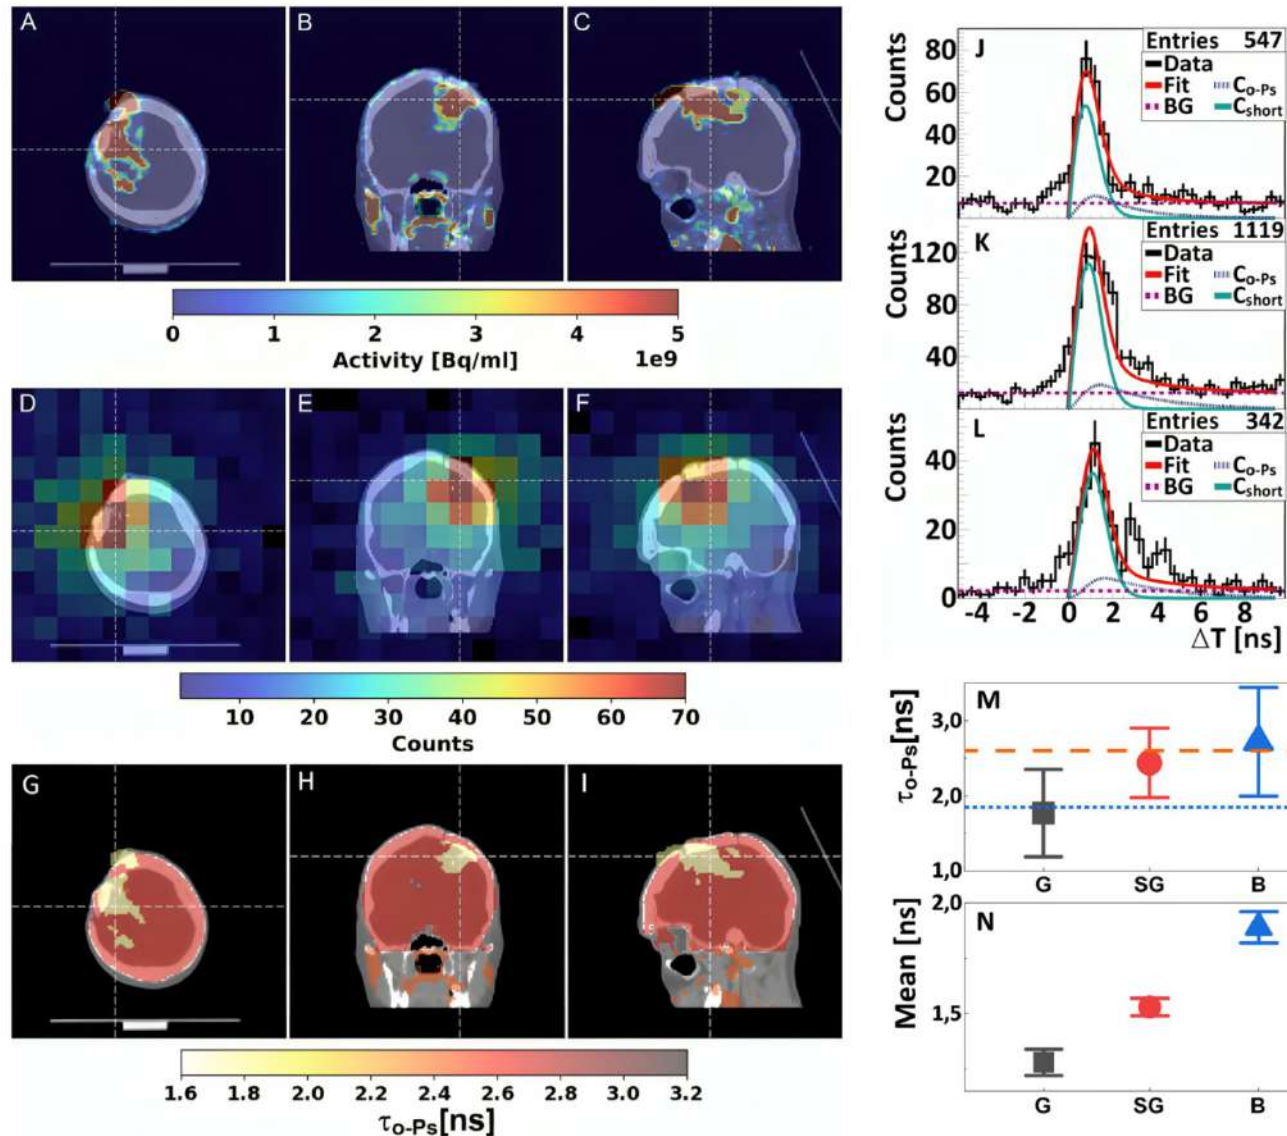 A
B
C
0 1 2 3 4 5
Activity [Bq/ml]
1e9
D
E
F
10 20 30 40 50 60 70
Counts
G
H
I
1.6 1.8 2.0 2.2 2.4 2.6 2.8 3.0 3.2
τo-Ps[ns]
J
Entries 547
Data
Fit Co-Ps
BG Cshort
Counts
80
60
40
20
K
Entries 1119
Data
Fit Co-Ps
BG Cshort
Counts
120
80
40
L
Entries 342
Data
Fit Co-Ps
BG Cshort
Counts
40
20
0
-4 -2 0 2 4 6 8
ΔT [ns]
M
τo-Ps[ns]
3,0
2,0
1,0
G SG B
N
Mean [ns]
2,0
1,5
G SG B